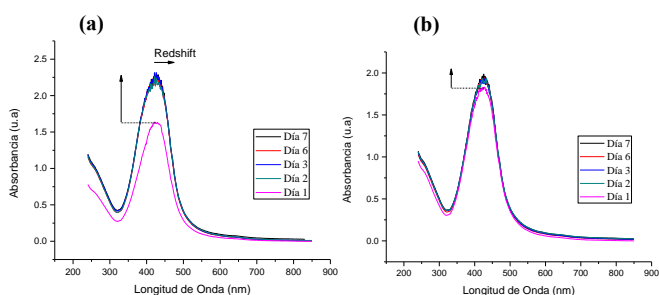 (a)
Redshift
2.5
2.0
1.5
1.0
0.5
0.0
Absorbancia (u.a)
Día 7
Día 6
Día 3
Día 2
Día 1
200 300 400 500 600 700 800 900
Longitud de Onda (nm)
(b)
2.0
1.5
1.0
0.5
0.0
Absorbancia (u.a)
Día 7
Día 6
Día 3
Día 2
Día 1
200 300 400 500 600 700 800 900
Longitud de Onda (nm)